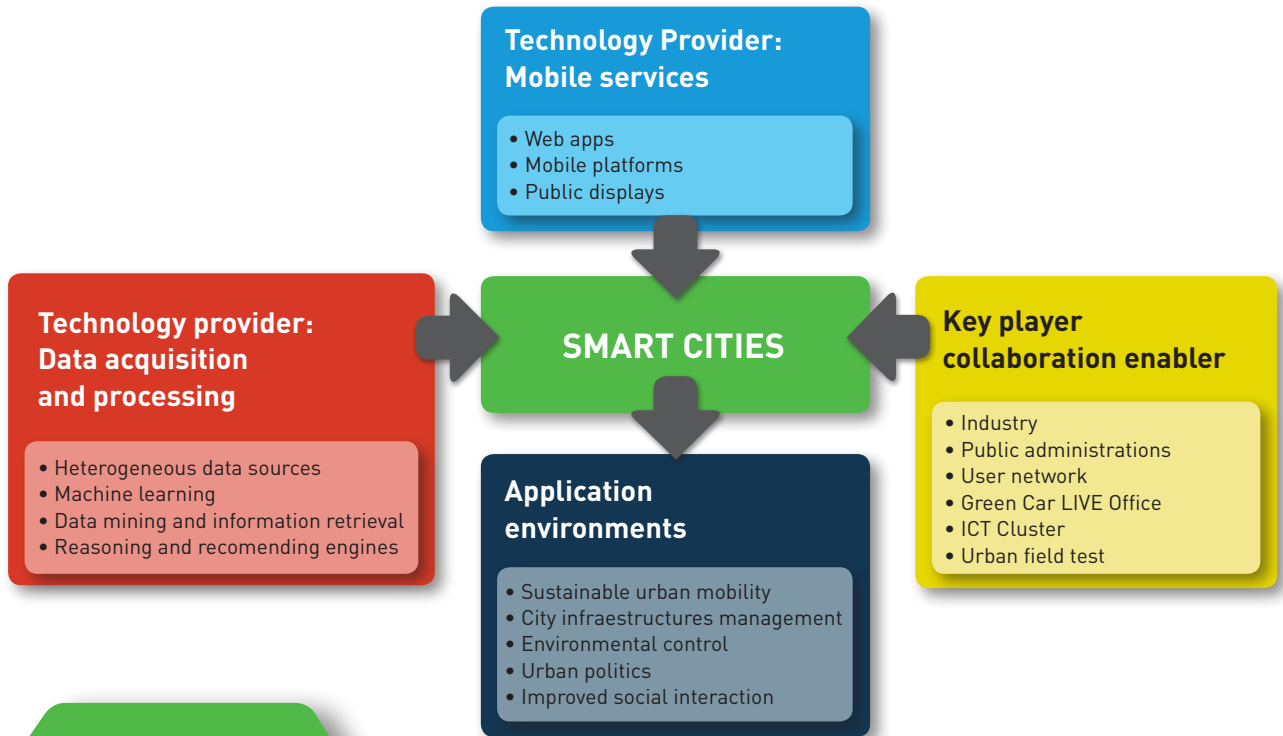 Technology Provider:
Mobile services
• Web apps
• Mobile platforms
• Public displays
Technology provider:
Data acquisition
and processing
• Heterogeneous data sources
• Machine learning
• Data mining and information retrieval
• Reasoning and recomending engines
SMART CITIES
Key player
collaboration enabler
• Industry
• Public administrations
• User network
• Green Car LIVE Office
• ICT Cluster
• Urban field test
Application
environments
• Sustainable urban mobility
• City infraestructures management
• Environmental control
• Urban politics
• Improved social interaction